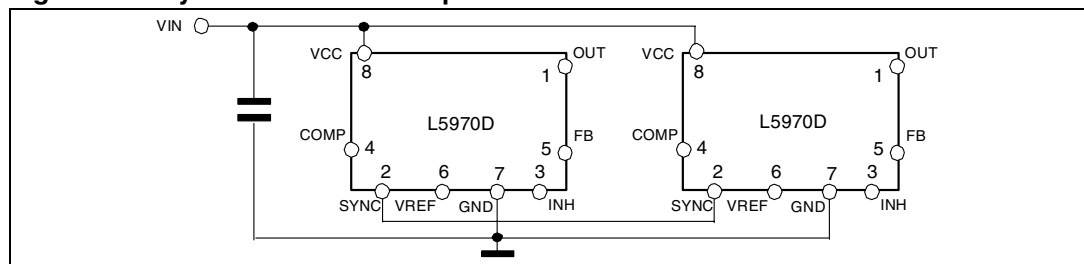 VIN
VCC
8
OUT
1
L5970D
COMP
4
FB
5
2
6
7
3
SYNC
VREF
GND
INH
VCC
8
OUT
1
L5970D
COMP
4
FB
5
2
6
7
3
SYNC
VREF
GND
INH